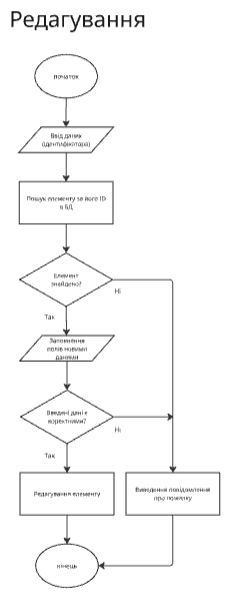 Редагування
початок
Ввід даних
(ідентифікатора)
Пошук елементу за його ID
в БД
Елемент
знайдено?
Ні
Так
Заповнення
полів новими
даними
Введені дані є
коректними?
Ні
Так
Редагування елементу
Виведення повідомлення
про помилку
кінець